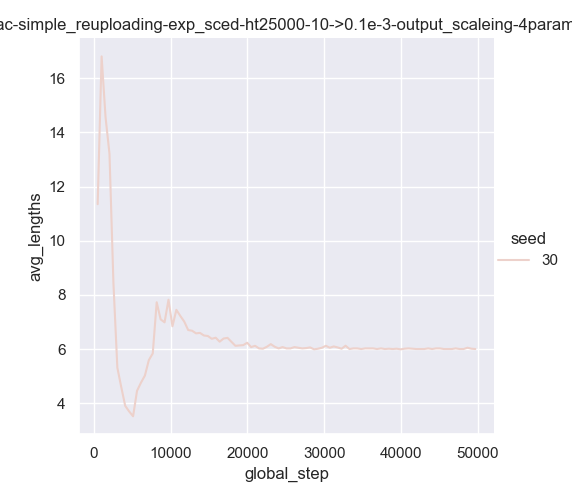 ac-simple_reuploading-exp_sced-ht25000-10->0.1e-3-output_scaleing-4param
16
14
12
10
8
6
4
avg_lengths
seed
30
0 10000 20000 30000 40000 50000
global_step